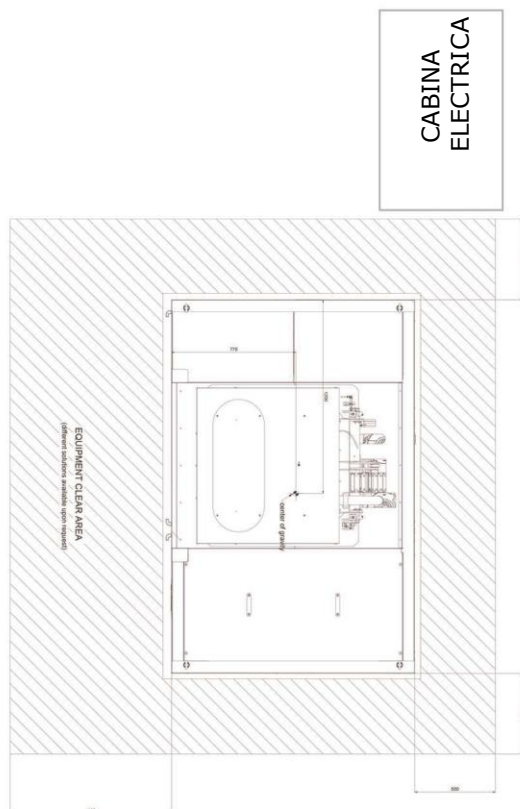 CABINA
ELECTRICA
EQUIPMENT CLEAR AREA
(different solutions available upon request)
center of gravity